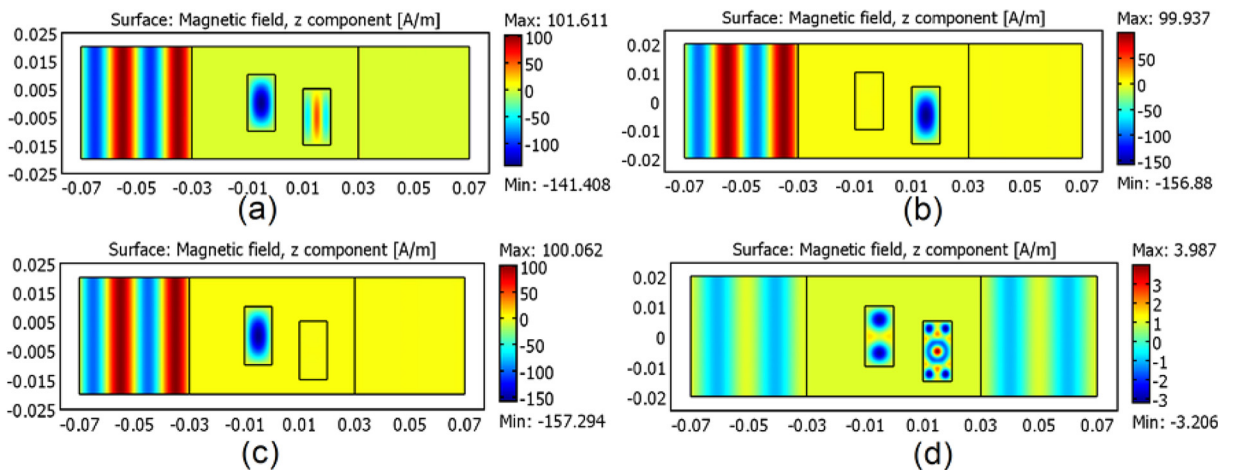 Surface: Magnetic field, z component [A/m]
Max: 101.611
0.025
0.015
0.005
-0.005
-0.015
-0.025
100
50
0
-50
-100
-0.07 -0.05 -0.03 -0.01 0.01 0.03 0.05 0.07
Min: -141.408
(a)
Surface: Magnetic field, z component [A/m]
Max: 99.937
0.02
0.01
0
-0.01
-0.02
50
0
-50
-100
-150
-0.07 -0.05 -0.03 -0.01 0.01 0.03 0.05 0.07
Min: -156.88
(b)
Surface: Magnetic field, z component [A/m]
Max: 100.062
0.025
0.015
0.005
-0.005
-0.015
-0.025
100
50
0
-50
-100
-150
-0.07 -0.05 -0.03 -0.01 0.01 0.03 0.05 0.07
Min: -157.294
(c)
Surface: Magnetic field, z component [A/m]
Max: 3.987
0.02
0.01
0
-0.01
-0.02
3
2
1
0
-1
-2
-3
-0.07 -0.05 -0.03 -0.01 0.01 0.03 0.05 0.07
Min: -3.206
(d)